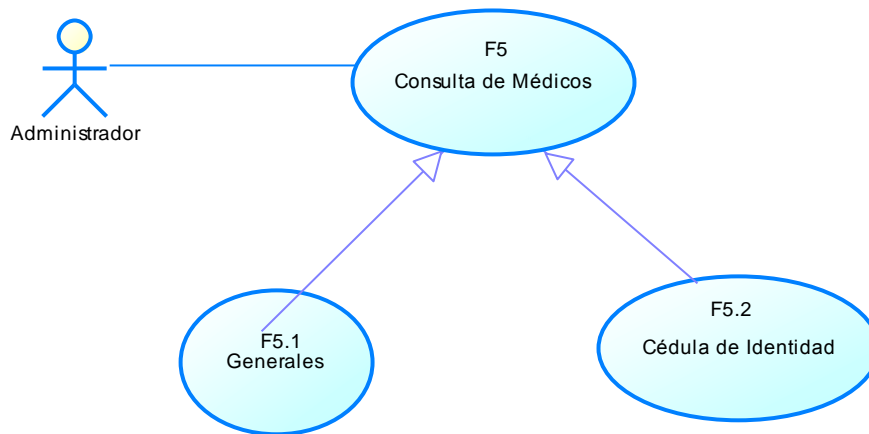 F5
Consulta de Médicos
Administrador
F5.1
Generales
F5.2
Cédula de Identidad